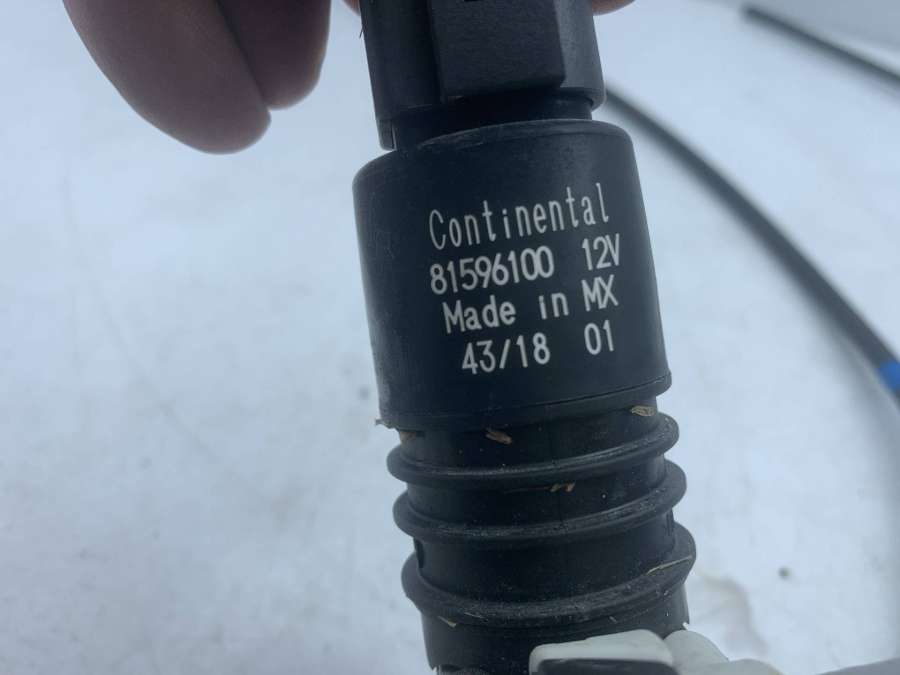 Continental
81596100 12V
Made in MX
43/18 01